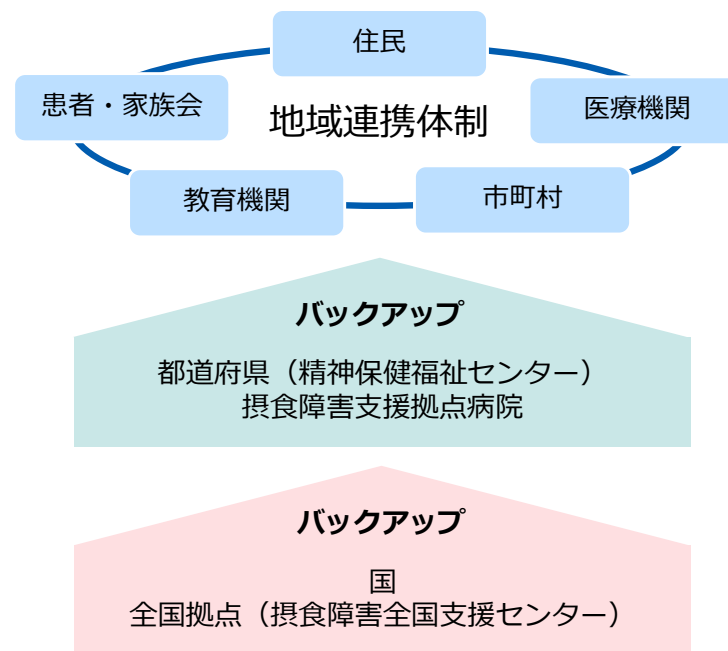 住民
患者・家族会
医療機関
地域連携体制
教育機関
市町村
バックアップ
都道府県（精神保健福祉センター）
摂食障害支援拠点病院
バックアップ
国
全国拠点（摂食障害全国支援センター）